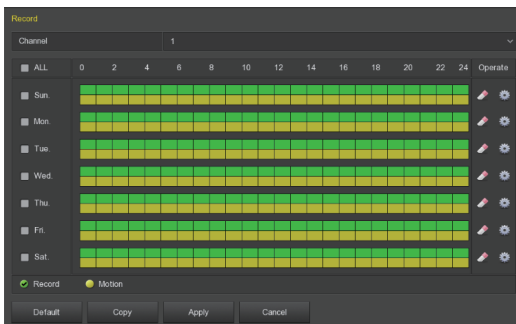 Record
Channel 1
ALL 0 2 4 6 8 10 12 14 16 18 20 22 24 Operate
Sun.
Mon.
Tue.
Wed.
Thu.
Fri.
Sat.
Record Motion
Default Copy Apply Cancel